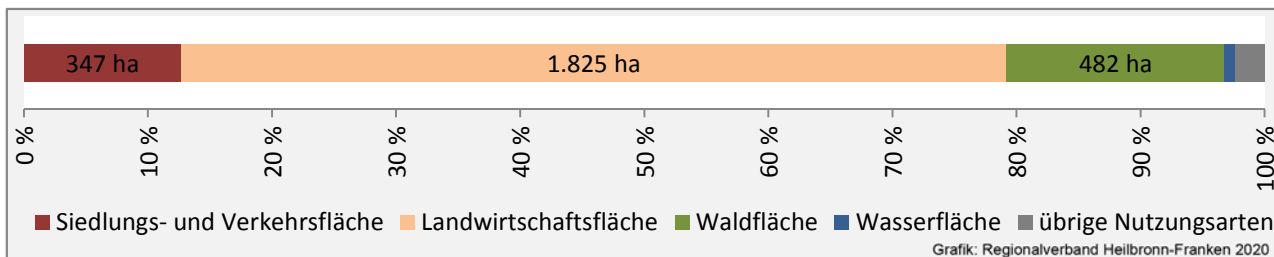 347 ha 1.825 ha 482 ha
0 % 10 % 20 % 30 % 40 % 50 % 60 % 70 % 80 % 90 % 100 %
Siedlungs- und Verkehrsfläche Landwirtschaftsfläche Waldfläche Wasserfläche übrige Nutzungsarten
Grafik: Regionalverband Heilbronn-Franken 2020